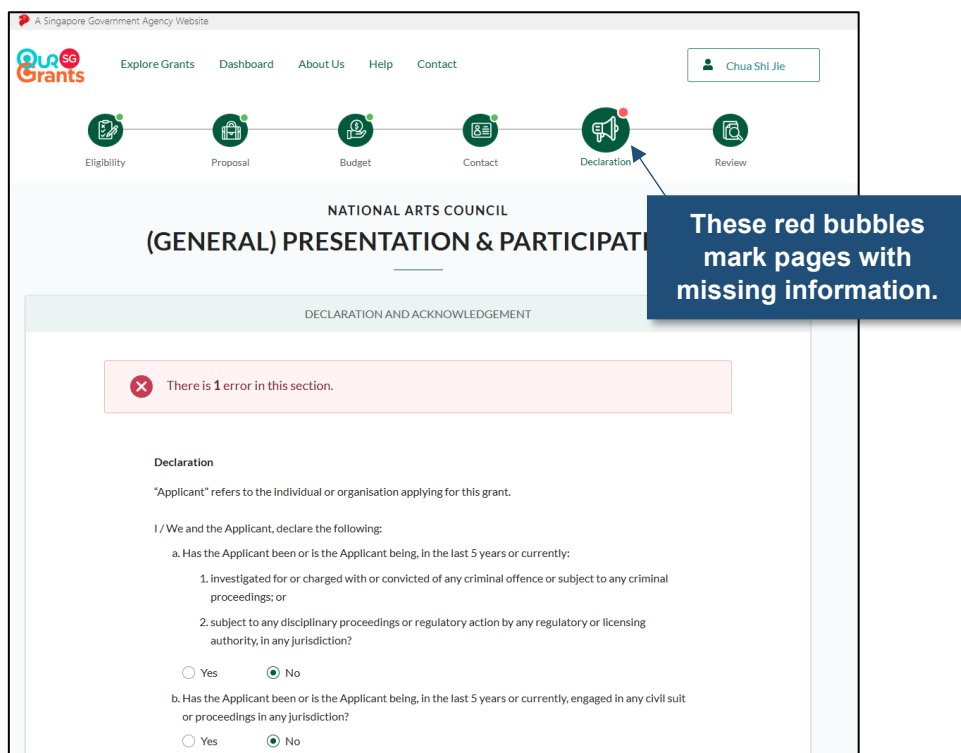 A Singapore Government Agency Website
OUR SG
Grants
Explore Grants Dashboard About Us Help Contact
Chua Shi Jie
Eligibility Proposal Budget Contact Declaration Review
NATIONAL ARTS COUNCIL
(GENERAL) PRESENTATION & PARTICIPATI
These red bubbles
mark pages with
missing information.
DECLARATION AND ACKNOWLEDGEMENT
There is 1 error in this section.
Declaration
“Applicant” refers to the individual or organisation applying for this grant.
I / We and the Applicant, declare the following:
a. Has the Applicant been or is the Applicant being, in the last 5 years or currently:
1. investigated for or charged with or convicted of any criminal offence or subject to any criminal
proceedings; or
2. subject to any disciplinary proceedings or regulatory action by any regulatory or licensing
authority, in any jurisdiction?
Yes No
b. Has the Applicant been or is the Applicant being, in the last 5 years or currently, engaged in any civil suit
or proceedings in any jurisdiction?
Yes No